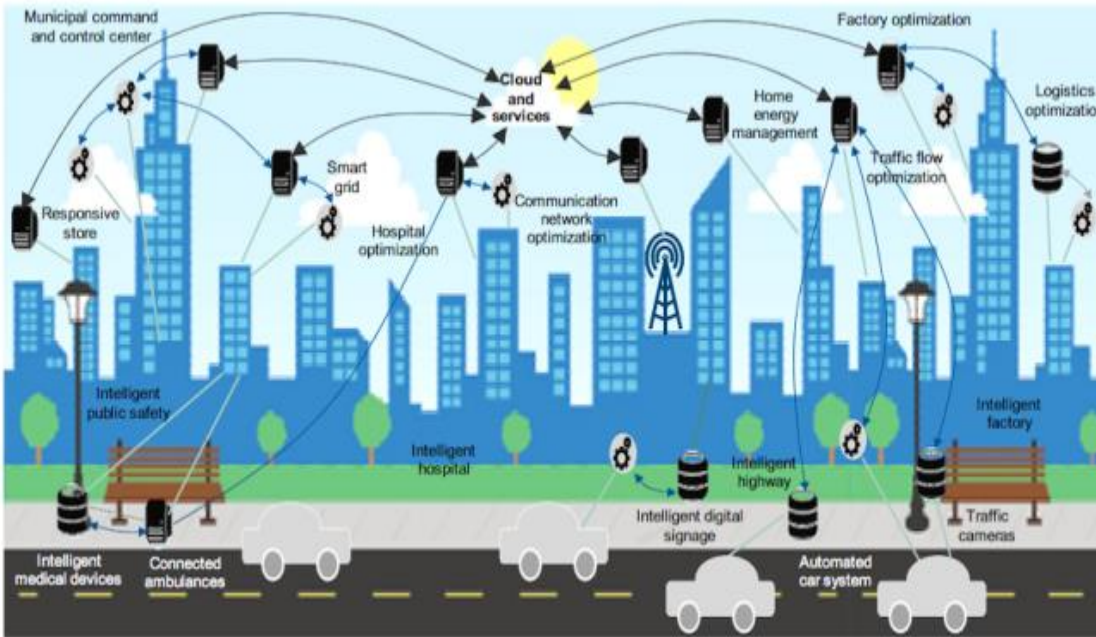 Municipal command
and control center
Factory optimization
Cloud
and
services
Home
energy
management
Logistics
optimization
Smart
grid
Traffic flow
optimization
Responsive
store
Hospital
optimization
Communication
network
optimization
Intelligent
public safety
Intelligent
hospital
Intelligent
highway
Intelligent
factory
Intelligent digital
signage
Traffic
cameras
Intelligent
medical devices
Connected
ambulances
Automated
car system